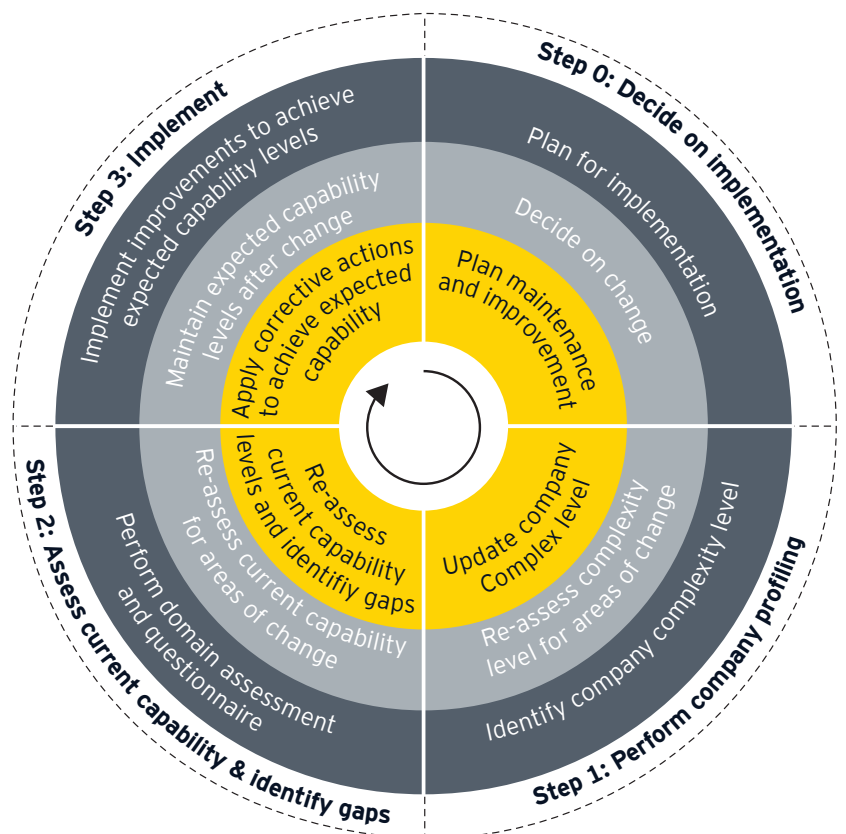 Step 0: Decide on implementation
Plan for implementation
Decide on change
Plan maintenance
and improvement
Step 1: Perform company profiling
Identify company complexity level
Re-assess complexity
level for areas of change
Update company
Complex level
Step 2: Assess current capability & identify gaps
Perform domain assessment
and questionnaire
Re-assess current capability
for areas of change
Re-assess
current capability
levels and identifiy gaps
Step 3: Implement
Implement improvements to achieve
expected capability levels
Maintain expected capability
levels after change
Apply corrective actions
to achieve expected
capability